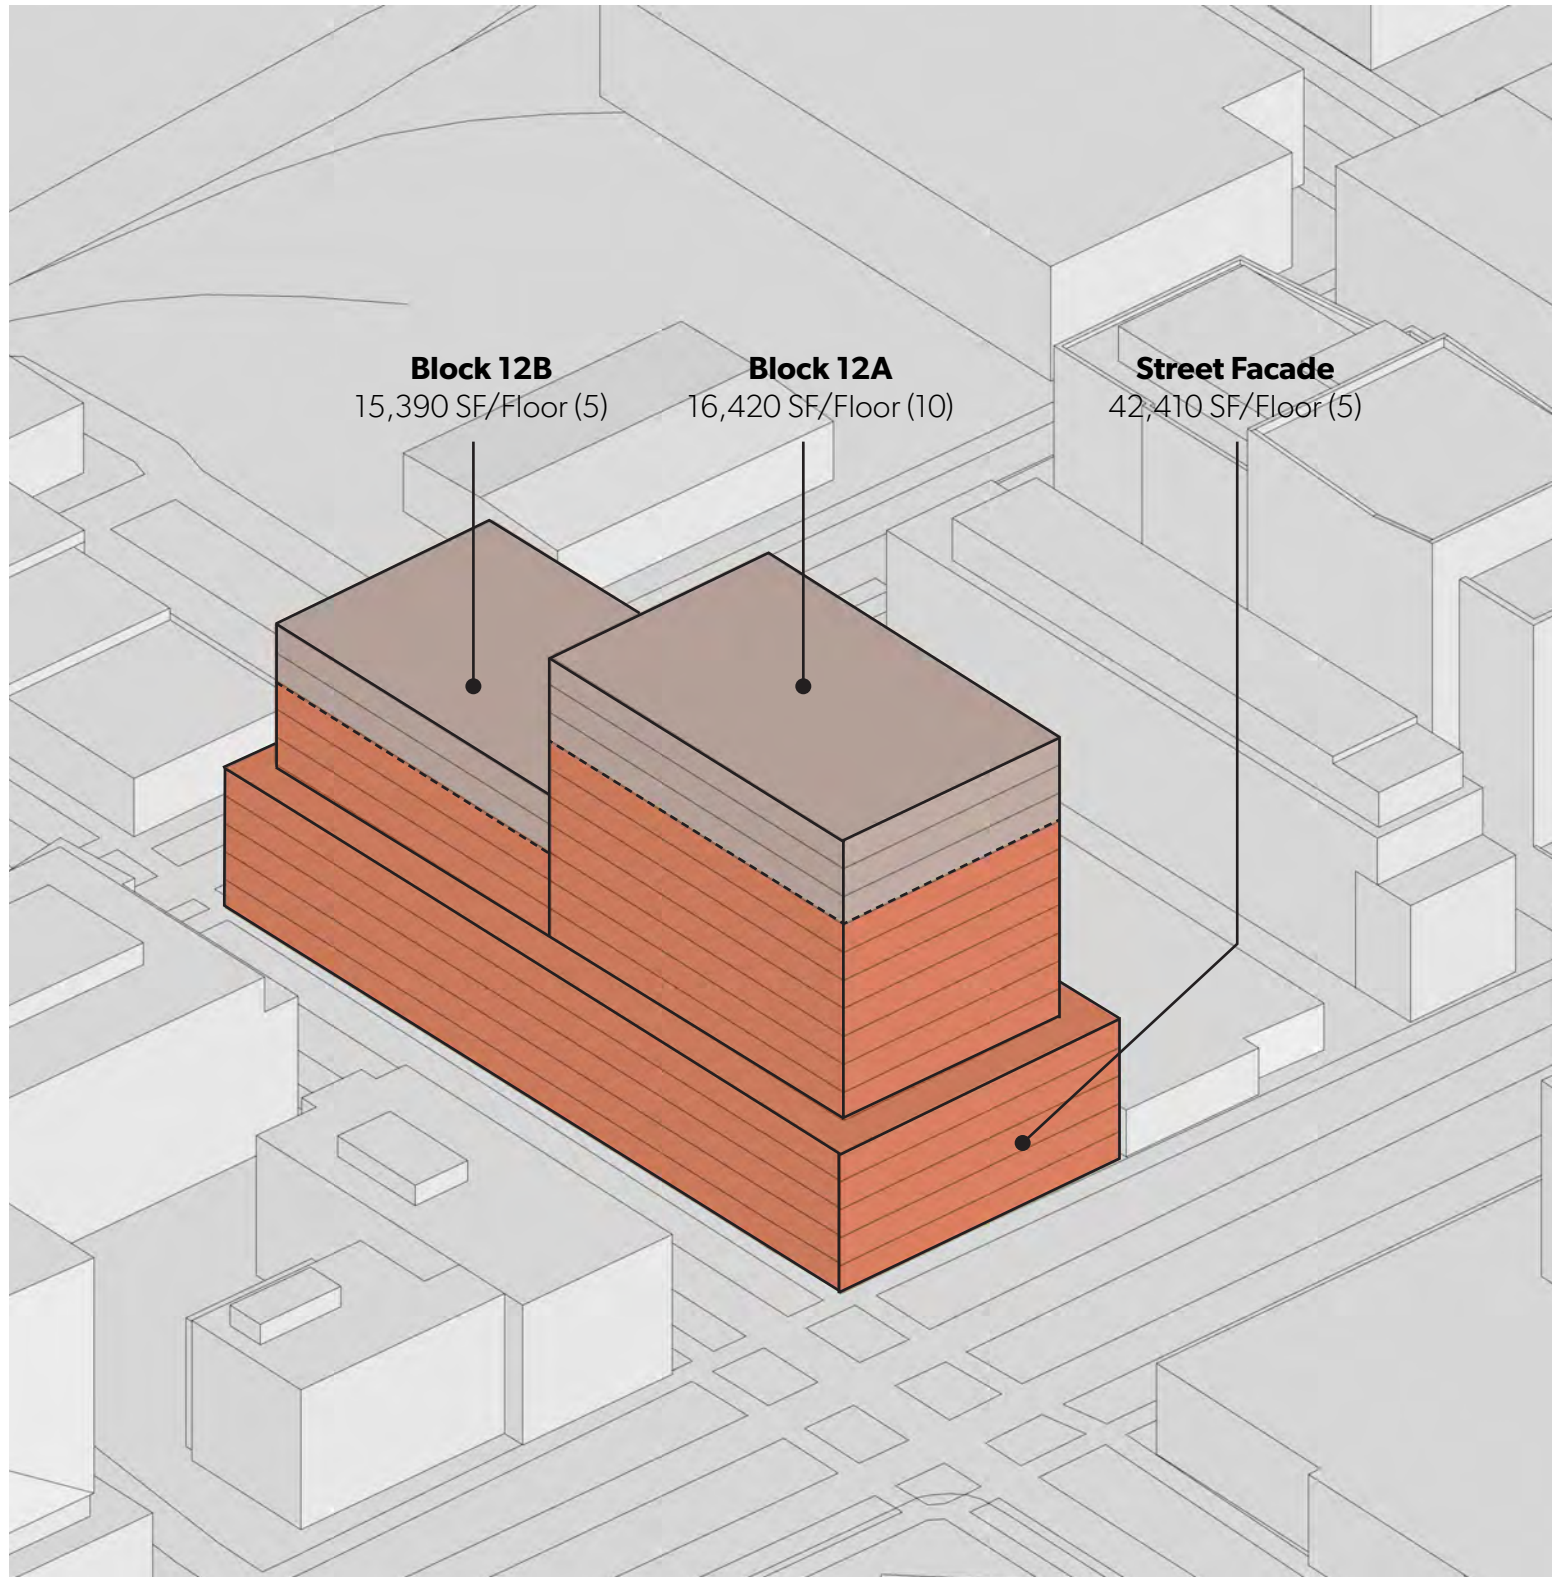 Block 12B
15,390 SF/Floor (5)
Block 12A
16,420 SF/Floor (10)
Street Facade
42,410 SF/Floor (5)